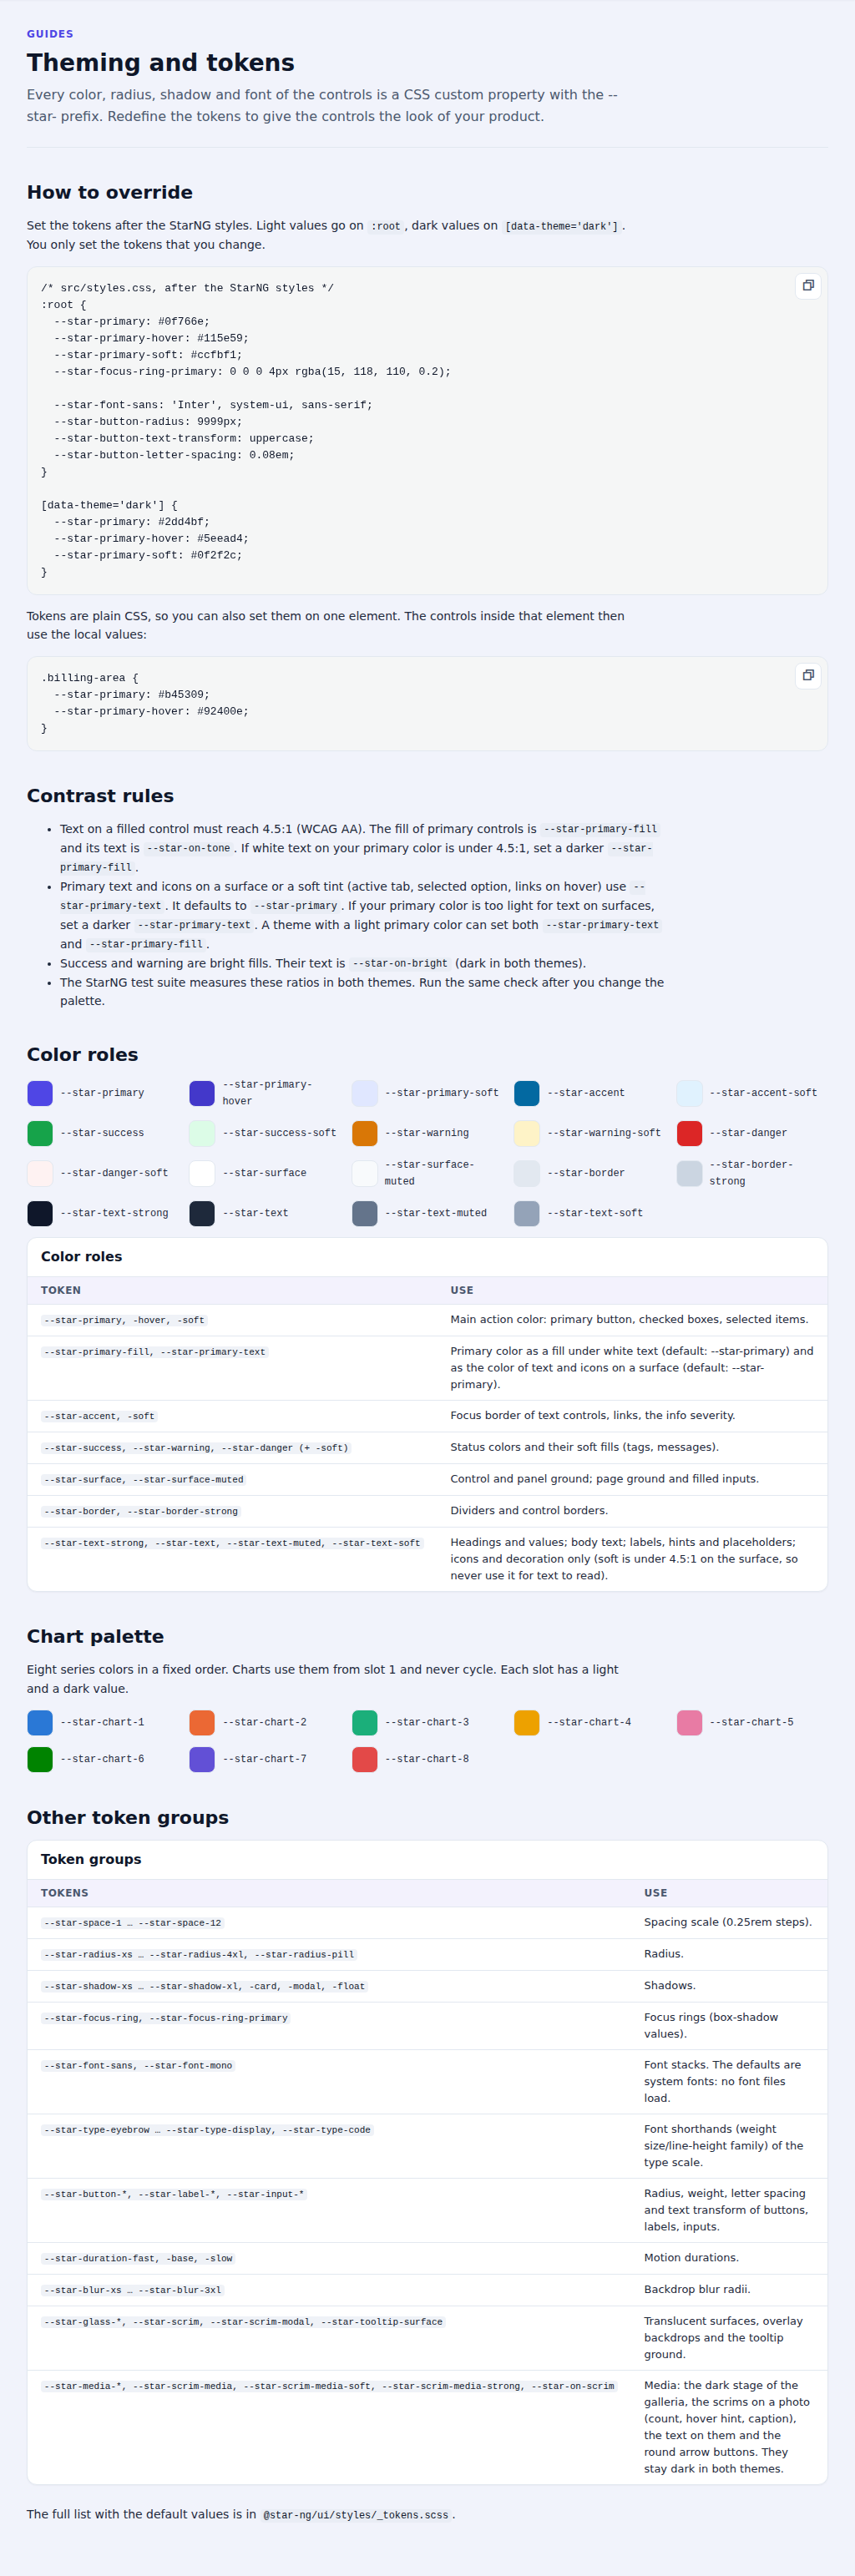 GUIDES
Theming and tokens
Every color, radius, shadow and font of the controls is a CSS custom property with the --
star- prefix. Redefine the tokens to give the controls the look of your product.
How to override
Set the tokens after the StarNG styles. Light values go on :root, dark values on [data-theme='dark'].
You only set the tokens that you change.
/* src/styles.css, after the StarNG styles */
:root {
  --star-primary: #0f766e;
  --star-primary-hover: #115e59;
  --star-primary-soft: #ccfbf1;
  --star-focus-ring-primary: 0 0 0 4px rgba(15, 118, 110, 0.2);
  --star-font-sans: 'Inter', system-ui, sans-serif;
  --star-button-radius: 9999px;
  --star-button-text-transform: uppercase;
  --star-button-letter-spacing: 0.08em;
}
[data-theme='dark'] {
  --star-primary: #2dd4bf;
  --star-primary-hover: #5eead4;
  --star-primary-soft: #0f2f2c;
}
Tokens are plain CSS, so you can also set them on one element. The controls inside that element then
use the local values:
.billing-area {
  --star-primary: #b45309;
  --star-primary-hover: #92400e;
}
Contrast rules
• Text on a filled control must reach 4.5:1 (WCAG AA). The fill of primary controls is --star-primary-fill
and its text is --star-on-tone. If white text on your primary color is under 4.5:1, set a darker --star-
primary-fill.
• Primary text and icons on a surface or a soft tint (active tab, selected option, links on hover) use --
star-primary-text. It defaults to --star-primary. If your primary color is too light for text on surfaces,
set a darker --star-primary-text. A theme with a light primary color can set both --star-primary-text
and --star-primary-fill.
• Success and warning are bright fills. Their text is --star-on-bright (dark in both themes).
• The StarNG test suite measures these ratios in both themes. Run the same check after you change the
palette.
Color roles
--star-primary
--star-primary-
hover
--star-primary-soft
--star-accent
--star-accent-soft
--star-success
--star-success-soft
--star-warning
--star-warning-soft
--star-danger
--star-danger-soft
--star-surface
--star-surface-
muted
--star-border
--star-border-
strong
--star-text-strong
--star-text
--star-text-muted
--star-text-soft
Color roles
TOKEN USE
--star-primary, -hover, -soft Main action color: primary button, checked boxes, selected items.
--star-primary-fill, --star-primary-text Primary color as a fill under white text (default: --star-primary) and
as the color of text and icons on a surface (default: --star-
primary).
--star-accent, -soft Focus border of text controls, links, the info severity.
--star-success, --star-warning, --star-danger (+ -soft) Status colors and their soft fills (tags, messages).
--star-surface, --star-surface-muted Control and panel ground; page ground and filled inputs.
--star-border, --star-border-strong Dividers and control borders.
--star-text-strong, --star-text, --star-text-muted, --star-text-soft Headings and values; body text; labels, hints and placeholders;
icons and decoration only (soft is under 4.5:1 on the surface, so
never use it for text to read).
Chart palette
Eight series colors in a fixed order. Charts use them from slot 1 and never cycle. Each slot has a light
and a dark value.
--star-chart-1
--star-chart-2
--star-chart-3
--star-chart-4
--star-chart-5
--star-chart-6
--star-chart-7
--star-chart-8
Other token groups
Token groups
TOKENS USE
--star-space-1 … --star-space-12 Spacing scale (0.25rem steps).
--star-radius-xs … --star-radius-4xl, --star-radius-pill Radius.
--star-shadow-xs … --star-shadow-xl, -card, -modal, -float Shadows.
--star-focus-ring, --star-focus-ring-primary Focus rings (box-shadow
values).
--star-font-sans, --star-font-mono Font stacks. The defaults are
system fonts: no font files
load.
--star-type-eyebrow … --star-type-display, --star-type-code Font shorthands (weight
size/line-height family) of the
type scale.
--star-button-*, --star-label-*, --star-input-* Radius, weight, letter spacing
and text transform of buttons,
labels, inputs.
--star-duration-fast, -base, -slow Motion durations.
--star-blur-xs … --star-blur-3xl Backdrop blur radii.
--star-glass-*, --star-scrim, --star-scrim-modal, --star-tooltip-surface Translucent surfaces, overlay
backdrops and the tooltip
ground.
--star-media-*, --star-scrim-media, --star-scrim-media-soft, --star-scrim-media-strong, --star-on-scrim Media: the dark stage of the
galleria, the scrims on a photo
(count, hover hint, caption),
the text on them and the
round arrow buttons. They
stay dark in both themes.
The full list with the default values is in @star-ng/ui/styles/_tokens.scss.